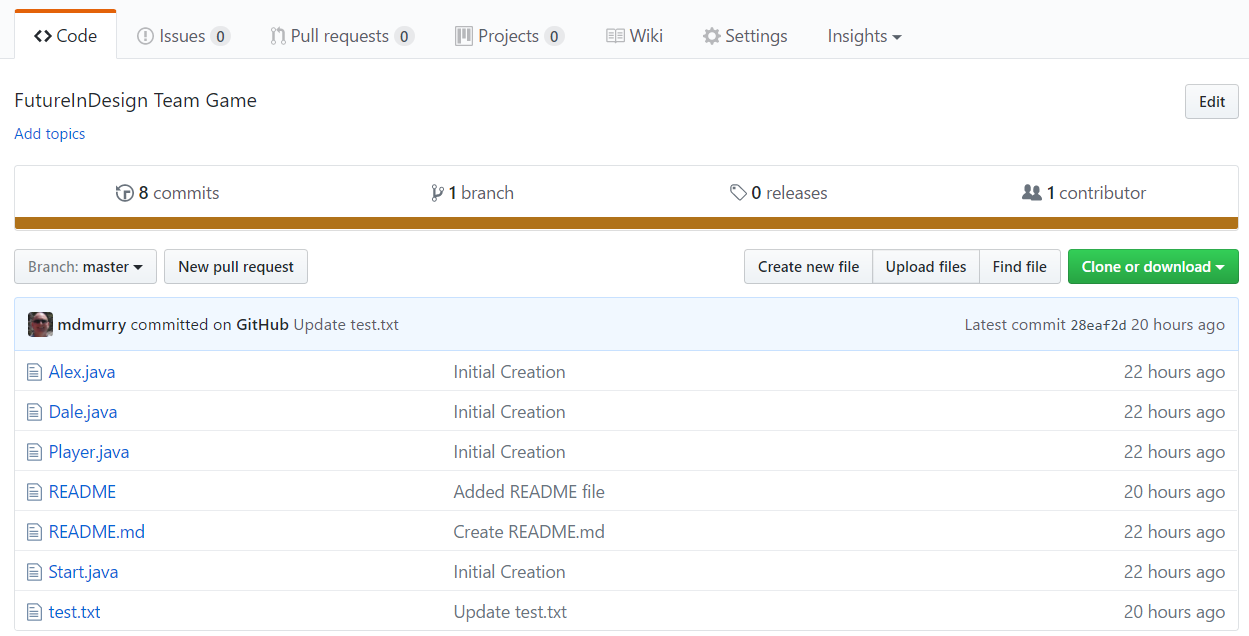 Code Issues 0 Pull requests 0 Projects 0 Wiki Settings Insights
FutureInDesign Team Game Edit
Add topics
8 commits 1 branch 0 releases 1 contributor
Branch: master New pull request Create new file Upload files Find file Clone or download
mdmurry committed on GitHub Update test.txt Latest commit 28eaf2d 20 hours ago
Alex.java Initial Creation 22 hours ago
Dale.java Initial Creation 22 hours ago
Player.java Initial Creation 22 hours ago
README Added README file 20 hours ago
README.md Create README.md 22 hours ago
Start.java Initial Creation 22 hours ago
test.txt Update test.txt 20 hours ago